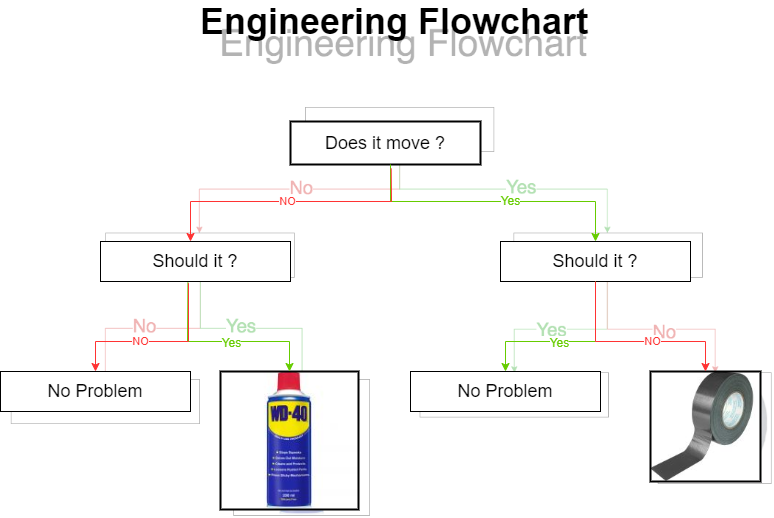 Engineering Flowchart
Engineering Flowchart
Does it move ?
No
Yes
NO
Yes
Should it ?
Should it ?
No
Yes
Yes
No
NO
Yes
Yes
NO
No Problem
No Problem
WD-40